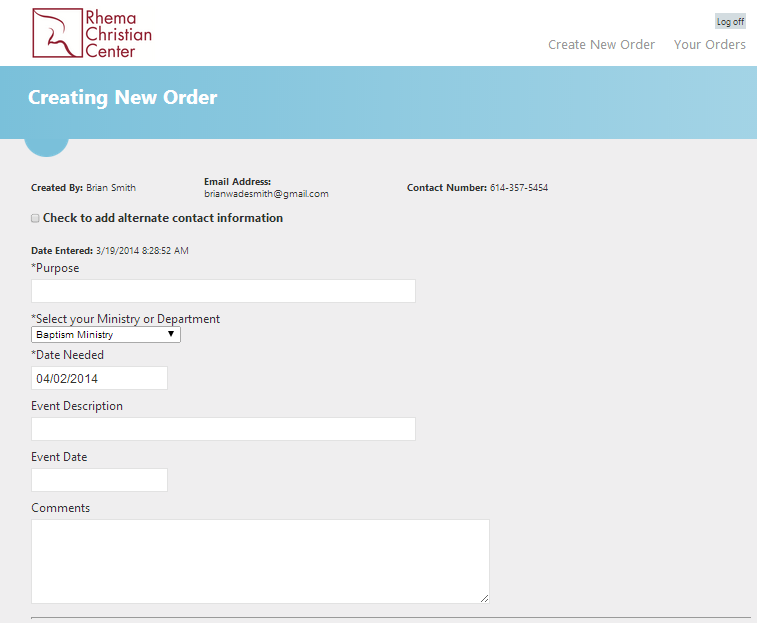 Rhema
Christian
Center
Log off
Create New Order Your Orders
Creating New Order
Created By: Brian Smith
Email Address:
brianwadesmith@gmail.com
Contact Number: 614-357-5454
Check to add alternate contact information
Date Entered: 3/19/2014 8:28:52 AM
*Purpose
*Select your Ministry or Department
Baptism Ministry
*Date Needed
04/02/2014
Event Description
Event Date
Comments